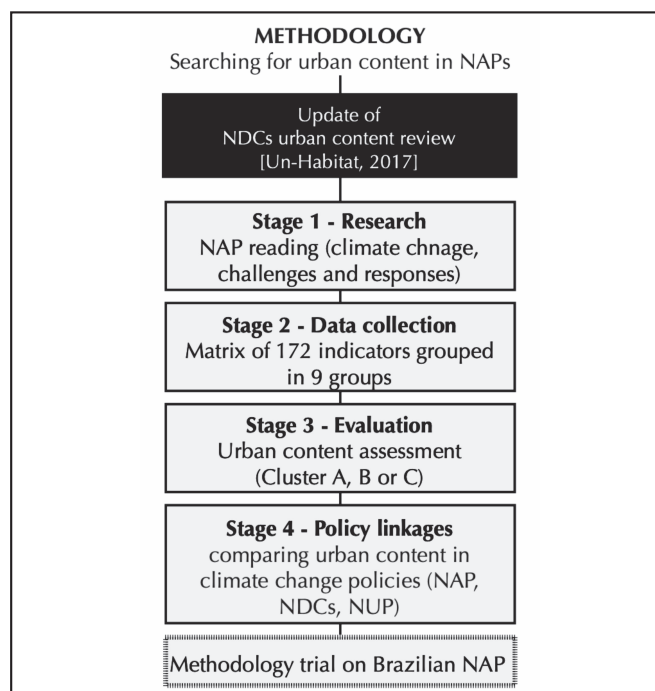 METHODOLOGY
Searching for urban content in NAPs
Update of
NDCs urban content review
[Un-Habitat, 2017]
Stage 1 - Research
NAP reading (climate chnage,
challenges and responses)
Stage 2 - Data collection
Matrix of 172 indicators grouped
in 9 groups
Stage 3 - Evaluation
Urban content assessment
(Cluster A, B or C)
Stage 4 - Policy linkages
comparing urban content in
climate change policies (NAP,
NDCs, NUP)
Methodology trial on Brazilian NAP